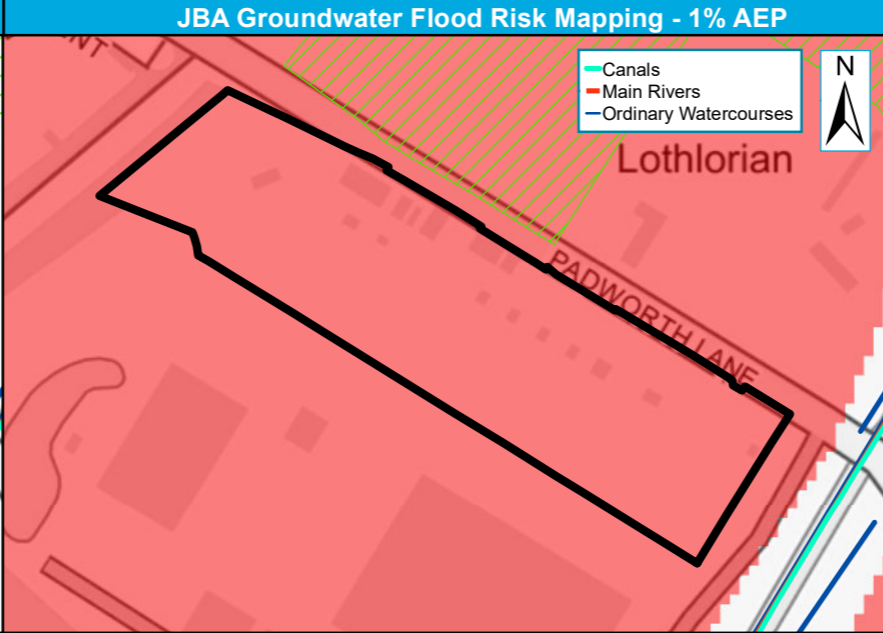 JBA Groundwater Flood Risk Mapping - 1% AEP
Canals
Main Rivers
Ordinary Watercourses
N
Lothlorian
PADWORTH LANE